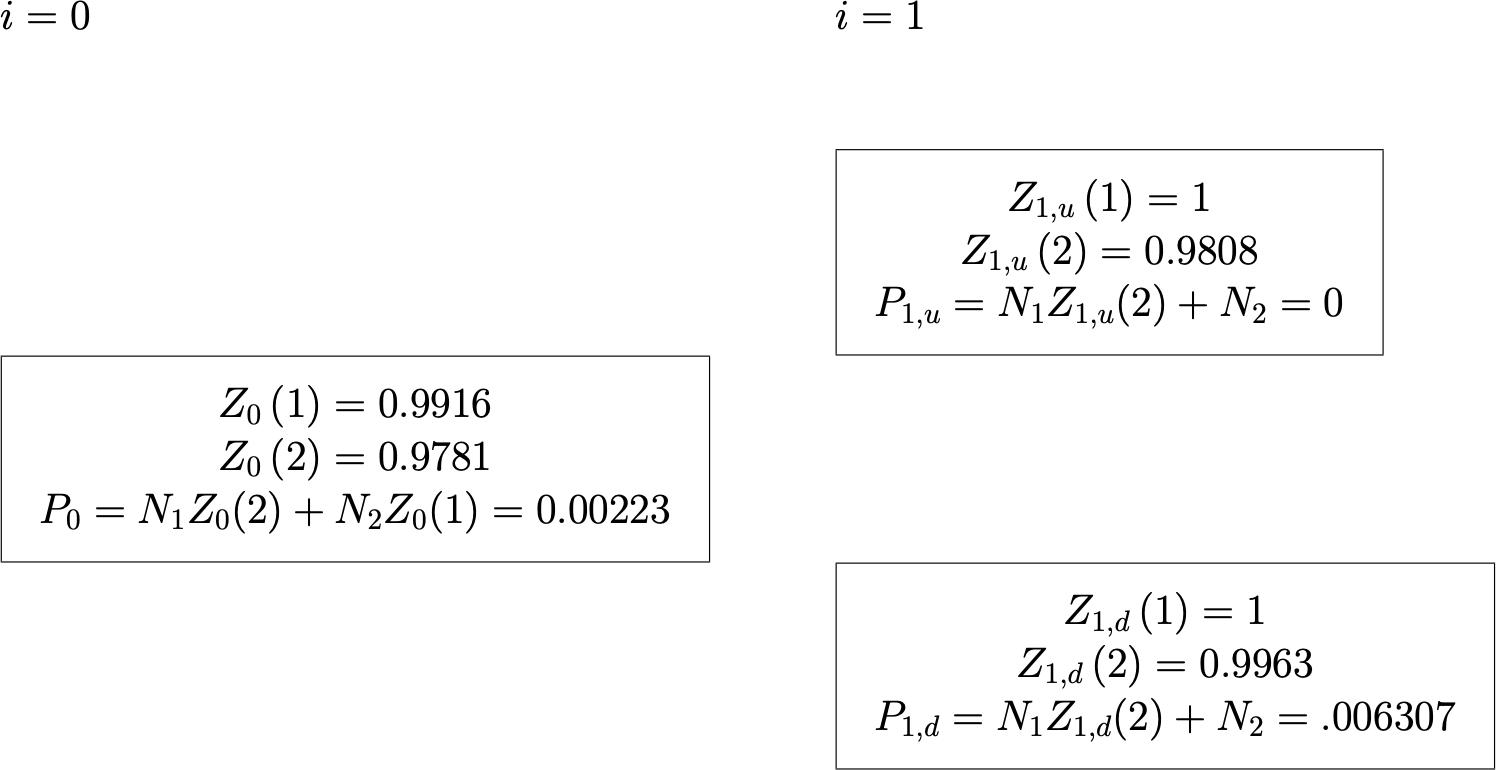 i = 0
i = 1
Z_{1,u} (1) = 1
Z_{1,u} (2) = 0.9808
P_{1,u} = N_1 Z_{1,u}(2) + N_2 = 0
Z_0 (1) = 0.9916
Z_0 (2) = 0.9781
P_0 = N_1 Z_0(2) + N_2 Z_0(1) = 0.00223
Z_{1,d} (1) = 1
Z_{1,d} (2) = 0.9963
P_{1,d} = N_1 Z_{1,d}(2) + N_2 = .006307